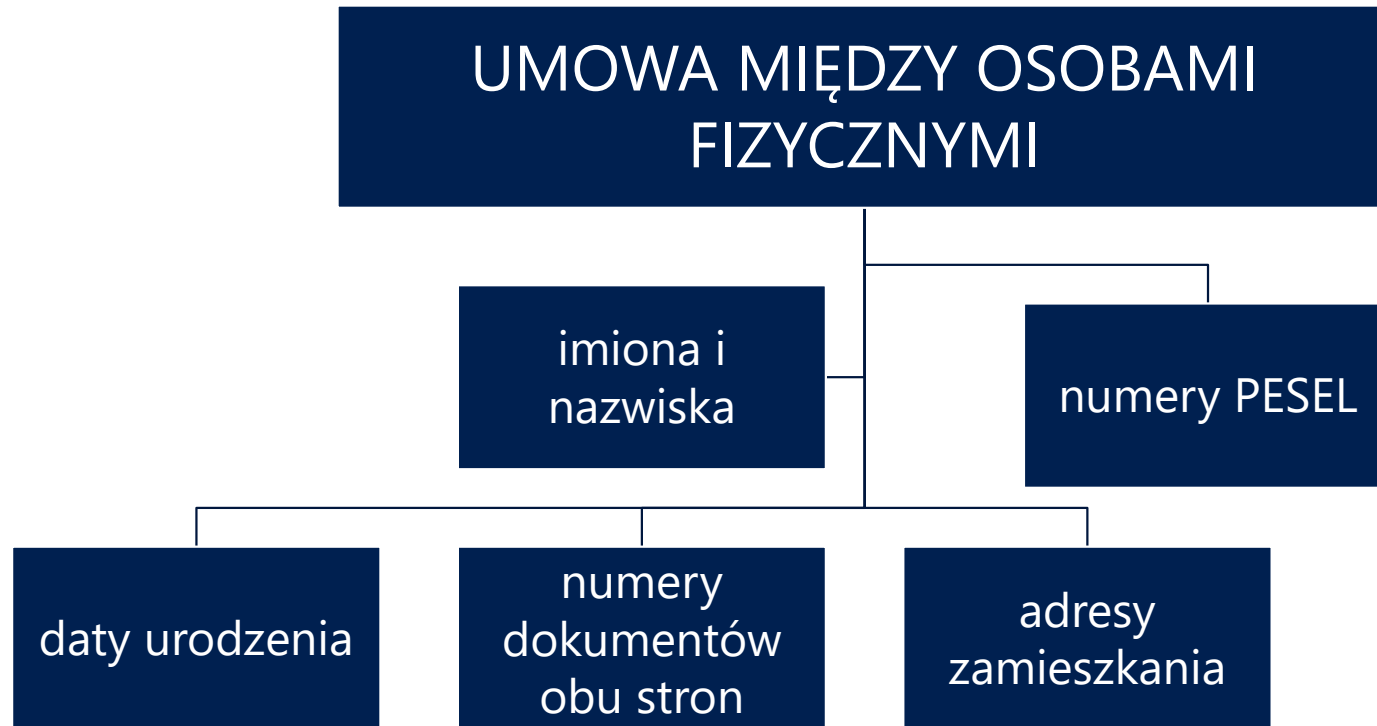 UMOWA MIĘDZY OSOBAMI
FIZYCZNYMI
imiona i
nazwiska
numery PESEL
daty urodzenia
numery
dokumentów
obu stron
adresy
zamieszkania